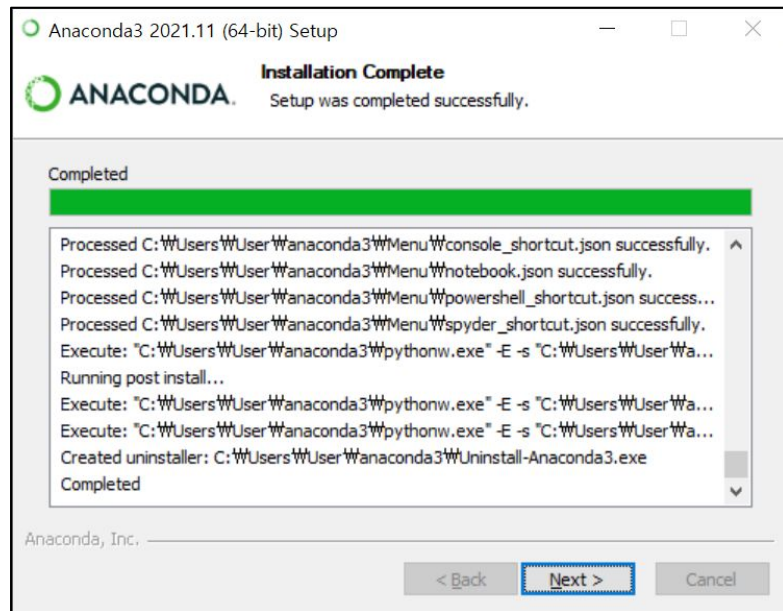 Anaconda3 2021.11 (64-bit) Setup
ANACONDA.
Installation Complete
Setup was completed successfully.
Completed
Processed C:₩Users₩User₩anaconda3₩Menu₩console_shortcut.json successfully.
Processed C:₩Users₩User₩anaconda3₩Menu₩notebook.json successfully.
Processed C:₩Users₩User₩anaconda3₩Menu₩powershell_shortcut.json success...
Processed C:₩Users₩User₩anaconda3₩Menu₩spyder_shortcut.json successfully.
Execute: "C:₩Users₩User₩anaconda3₩pythonw.exe" -E -s "C:₩Users₩User₩a...
Running post install...
Execute: "C:₩Users₩User₩anaconda3₩pythonw.exe" -E -s "C:₩Users₩User₩a...
Execute: "C:₩Users₩User₩anaconda3₩pythonw.exe" -E -s "C:₩Users₩User₩a...
Created uninstaller: C:₩Users₩User₩anaconda3₩Uninstall-Anaconda3.exe
Completed
Anaconda, Inc.
< Back
Next >
Cancel